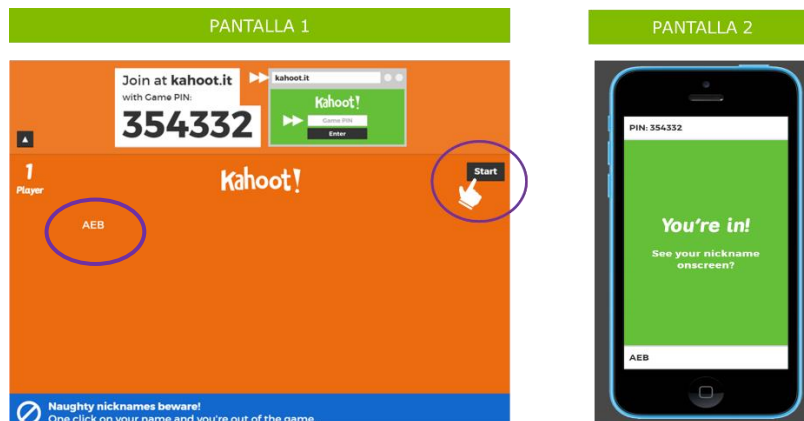 PANTALLA 1
Join at kahoot.it
with Game PIN:
354332
kahoot.it
Kahoot!
Game PIN
Enter
1
Player
Kahoot!
Start
AEB
Naughty nicknames beware!
One click on your name and you're out of the game
PANTALLA 2
PIN: 354332
You're in!
See your nickname
onscreen?
AEB